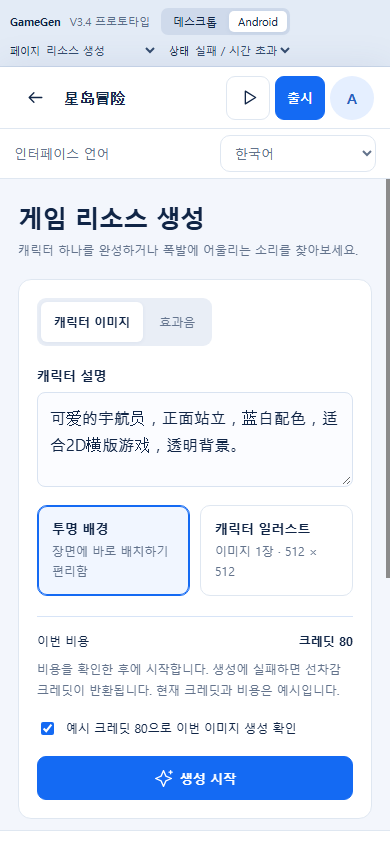 GameGen V3.4 프로토타입 데스크톱 Android
페이지 리소스 생성 상태 실패 / 시간 초과
星岛冒险 출시 A
인터페이스 언어 한국어
게임 리소스 생성
캐릭터 하나를 완성하거나 폭발에 어울리는 소리를 찾아보세요.
캐릭터 이미지 효과음
캐릭터 설명
可爱的宇航员，正面站立，蓝白配色，适
合2D横版游戏，透明背景。
투명 배경
장면에 바로 배치하기
편리함
캐릭터 일러스트
이미지 1장 · 512 ×
512
이번 비용 크레딧 80
비용을 확인한 후에 시작합니다. 생성에 실패하면 선차감
크레딧이 반환됩니다. 현재 크레딧과 비용은 예시입니다.
예시 크레딧 80으로 이번 이미지 생성 확인
생성 시작